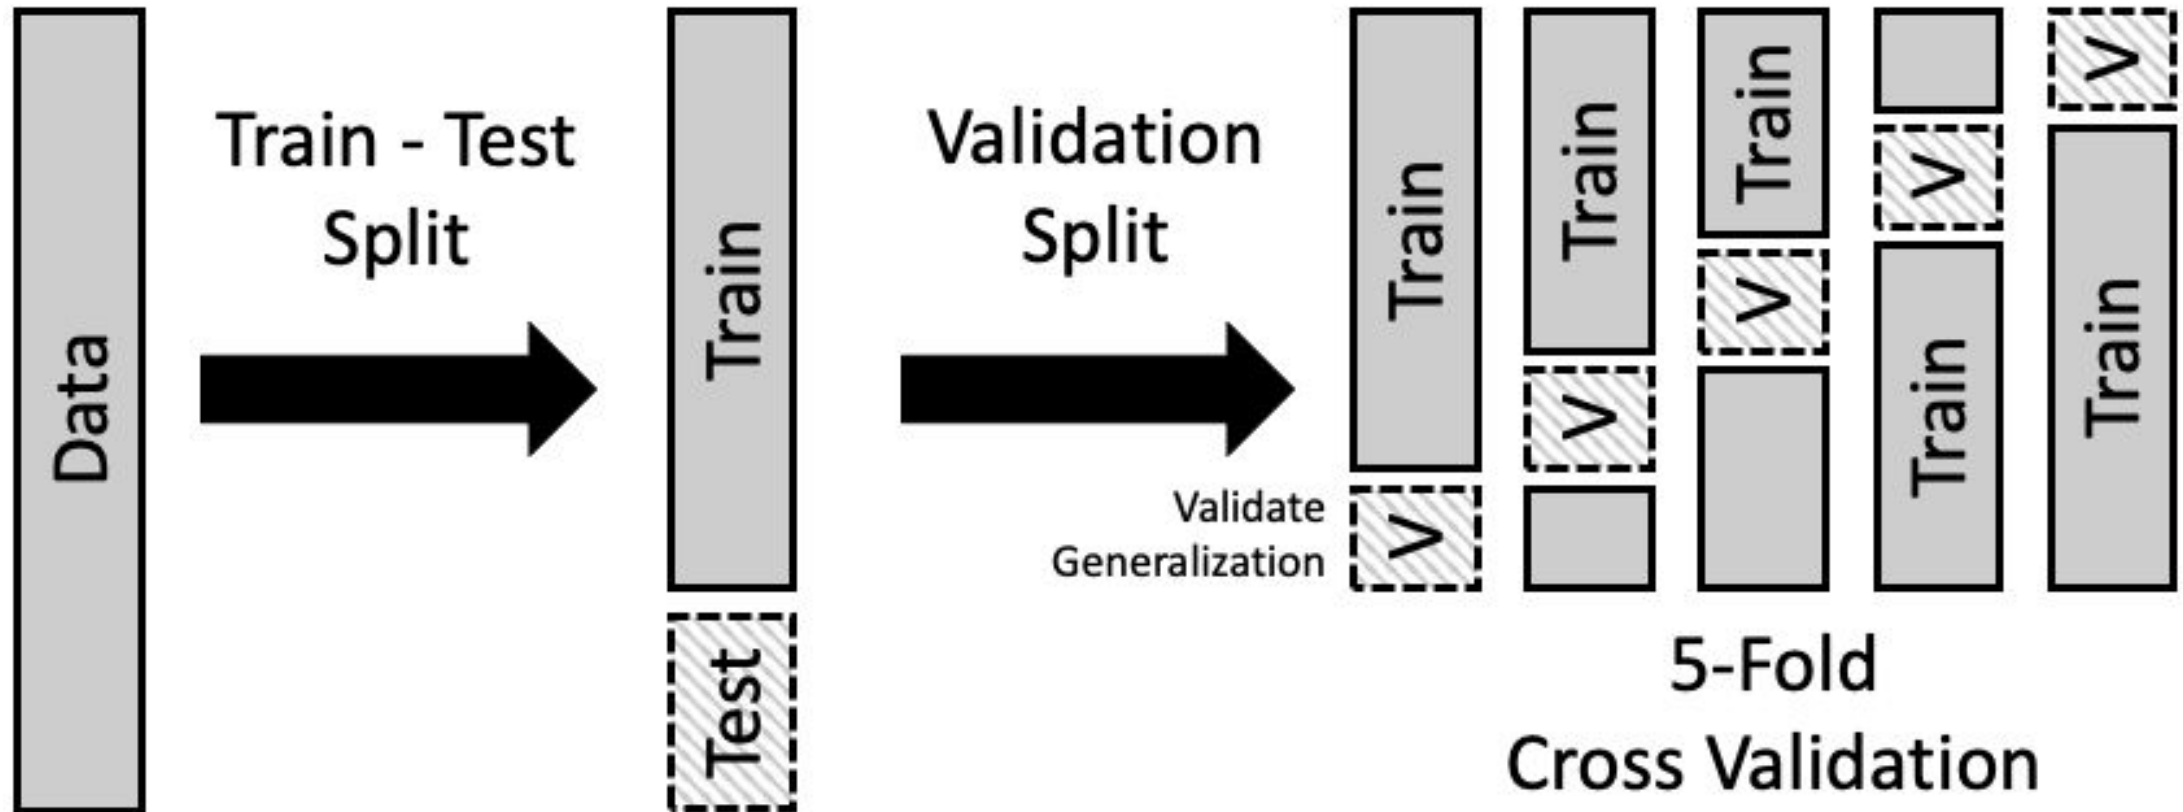 Data
Train - Test
Split
Train
Test
Validation
Split
Validate
Generalization
Train
V
Train
V
Train
V
V
Train
V
Train
5-Fold
Cross Validation